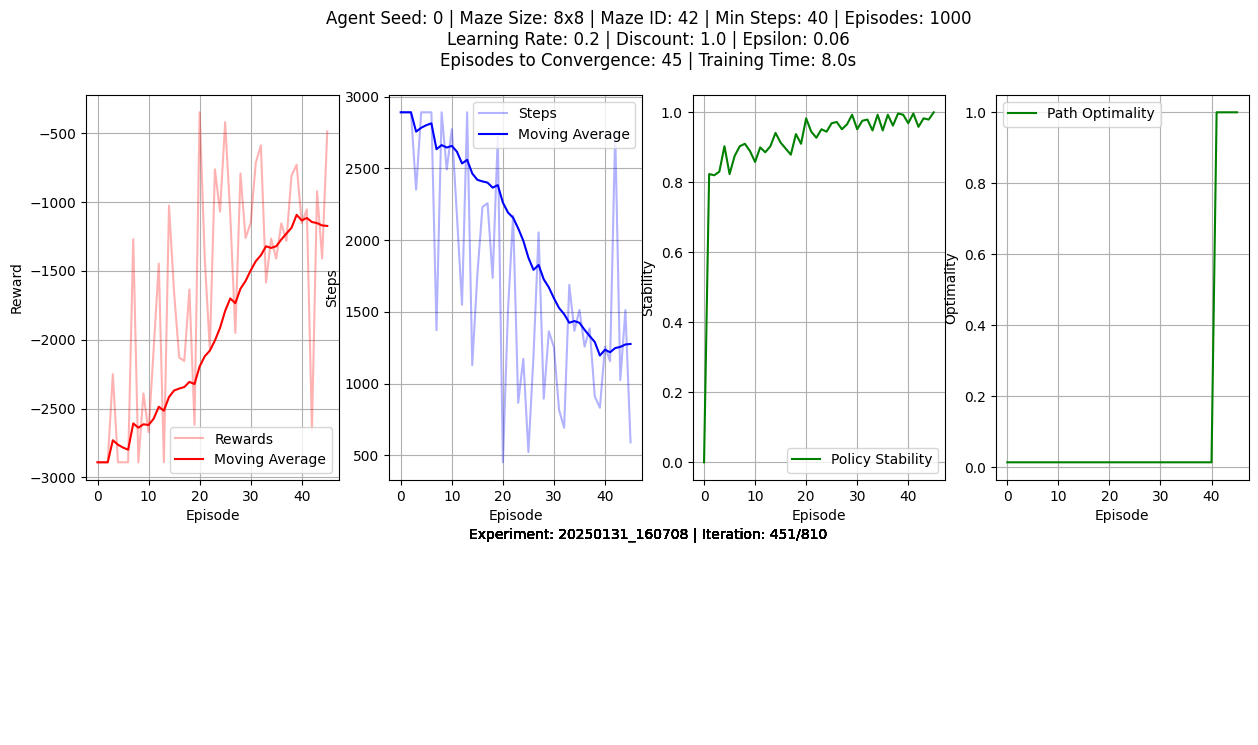 Agent Seed: 0 | Maze Size: 8x8 | Maze ID: 42 | Min Steps: 40 | Episodes: 1000
Learning Rate: 0.2 | Discount: 1.0 | Epsilon: 0.06
Episodes to Convergence: 45 | Training Time: 8.0s
Reward
−500
−1000
−1500
−2000
−2500
−3000
0
10
20
30
40
Episode
Rewards
Moving Average
Steps
3000
2500
2000
1500
1000
500
0
10
20
30
40
Episode
Steps
Moving Average
Stability
1.0
0.8
0.6
0.4
0.2
0.0
0
10
20
30
40
Episode
Policy Stability
Optimality
1.0
0.8
0.6
0.4
0.2
0.0
0
10
20
30
40
Episode
Path Optimality
Experiment: 20250131_160708 | Iteration: 451/810